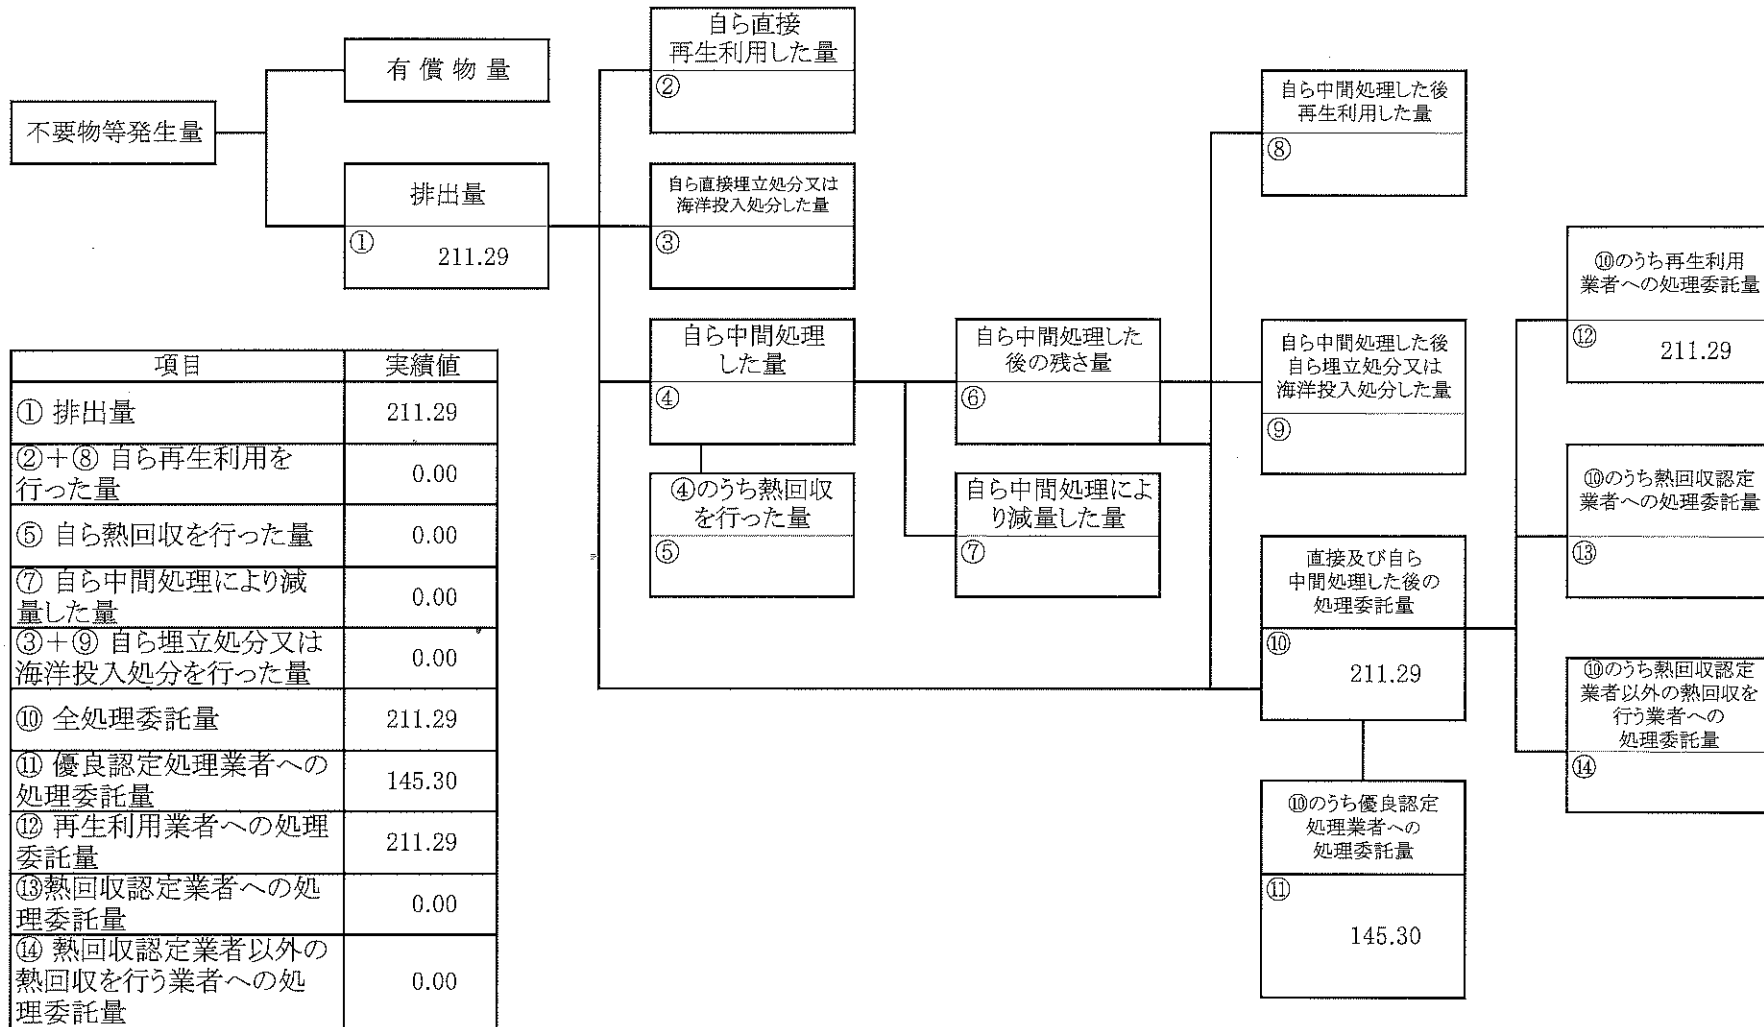 不要物等発生量
有償物量
排出量
①
211.29
自ら直接
再生利用した量
②
自ら直接埋立処分又は
海洋投入処分した量
③
自ら中間処理
した量
④
④のうち熱回収
を行った量
⑤
自ら中間処理した
後の残さ量
⑥
自ら中間処理によ
り減量した量
⑦
自ら中間処理した後
再生利用した量
⑧
自ら中間処理した後
自ら埋立処分又は
海洋投入処分した量
⑨
直接及び自ら
中間処理した後の
処理委託量
⑩
211.29
⑩のうち優良認定
処理業者への
処理委託量
⑪
145.30
⑩のうち再生利用
業者への処理委託量
⑫
211.29
⑩のうち熱回収認定
業者への処理委託量
⑬
⑩のうち熱回収認定
業者以外の熱回収を
行う業者への
処理委託量
⑭
項目 実績値
① 排出量 211.29
②+⑧ 自ら再生利用を
行った量 0.00
⑤ 自ら熱回収を行った量 0.00
⑦ 自ら中間処理により減
量した量 0.00
③+⑨ 自ら埋立処分又は
海洋投入処分を行った量 0.00
⑩ 全処理委託量 211.29
⑪ 優良認定処理業者への
処理委託量 145.30
⑫ 再生利用業者への処理
委託量 211.29
⑬熱回収認定業者への処
理委託量 0.00
⑭ 熱回収認定業者以外の
熱回収を行う業者への処
理委託量 0.00